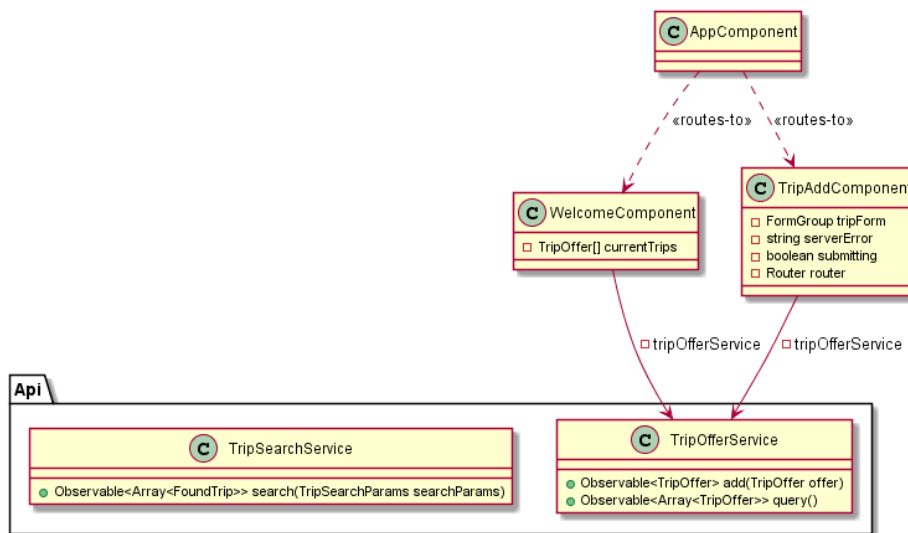 C AppComponent
«routes-to»
«routes-to»
C WelcomeComponent
TripOffer[] currentTrips
C TripAddComponent
FormGroup tripForm
string serverError
boolean submitting
Router router
tripOfferService
tripOfferService
Api
C TripSearchService
Observable<Array<FoundTrip>> search(TripSearchParams searchParams)
C TripOfferService
Observable<TripOffer> add(TripOffer offer)
Observable<Array<TripOffer>> query()